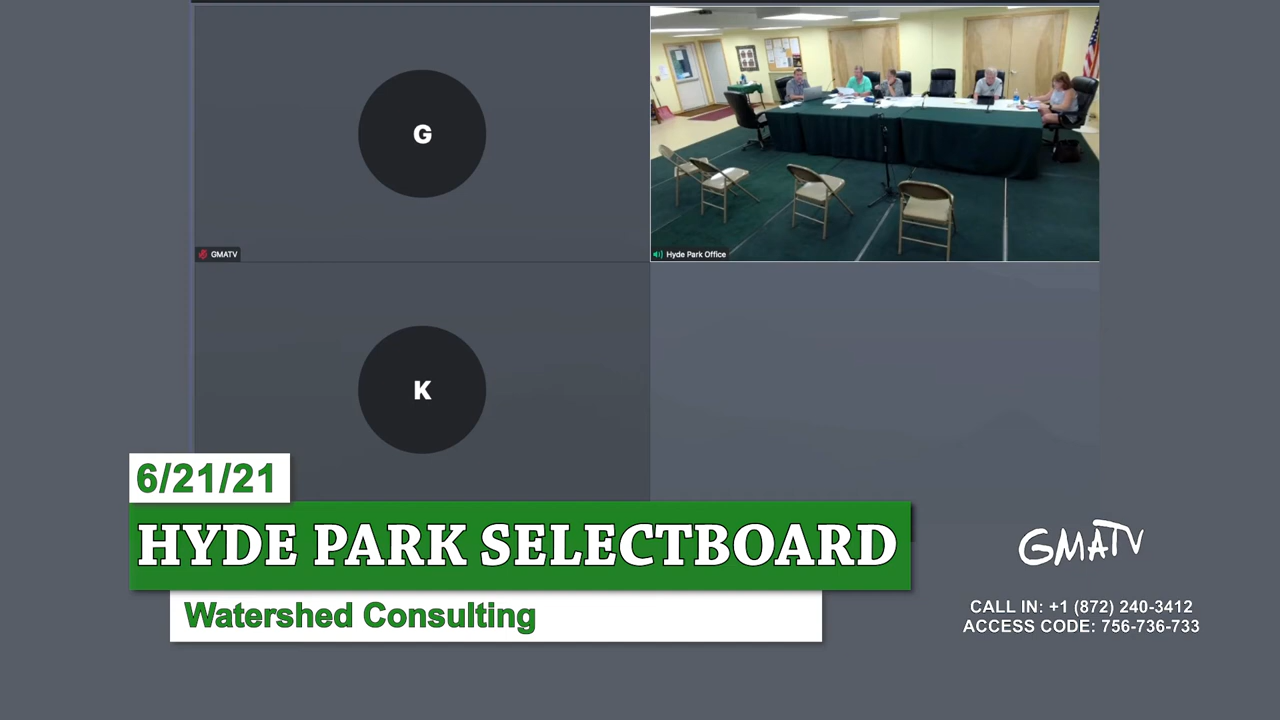 G
GMATV
Hyde Park Office
K
6/21/21
HYDE PARK SELECTBOARD
Watershed Consulting
GMATV
CALL IN: +1 (872) 240-3412
ACCESS CODE: 756-736-733